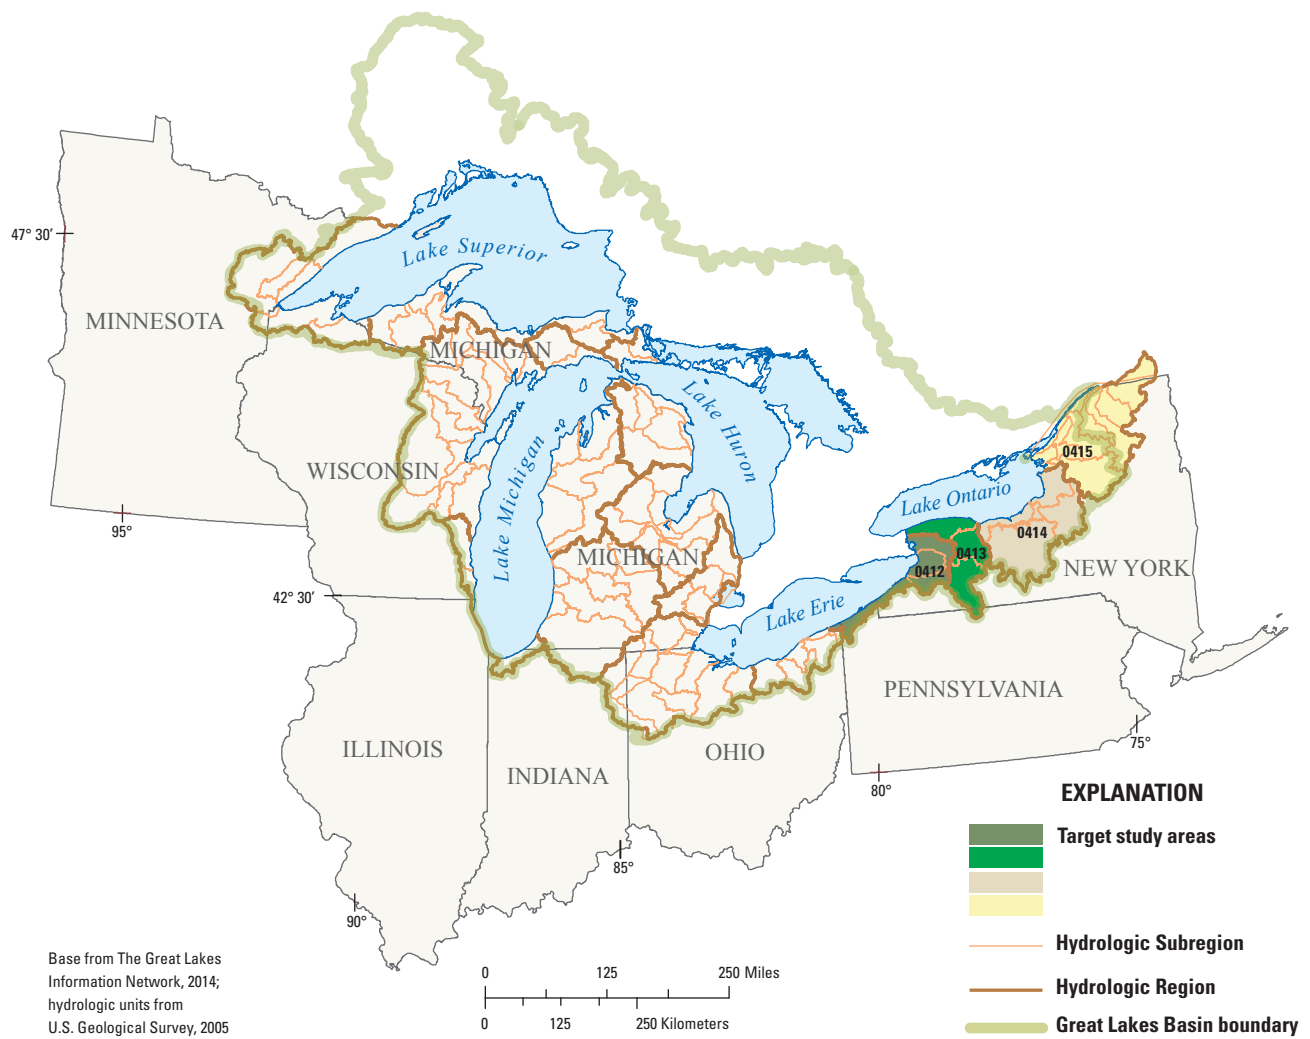 47° 30′
Lake Superior
MINNESOTA
MICHIGAN
Lake Huron
WISCONSIN
Lake Michigan
0415
Lake Ontario
95°
0414
0413
MICHIGAN
0412
NEW YORK
42° 30′
Lake Erie
PENNSYLVANIA
75°
ILLINOIS
OHIO
INDIANA
80°
85°
90°
EXPLANATION
Target study areas
Hydrologic Subregion
Hydrologic Region
Great Lakes Basin boundary
Base from The Great Lakes
Information Network, 2014;
hydrologic units from
U.S. Geological Survey, 2005
0 125 250 Miles
0 125 250 Kilometers